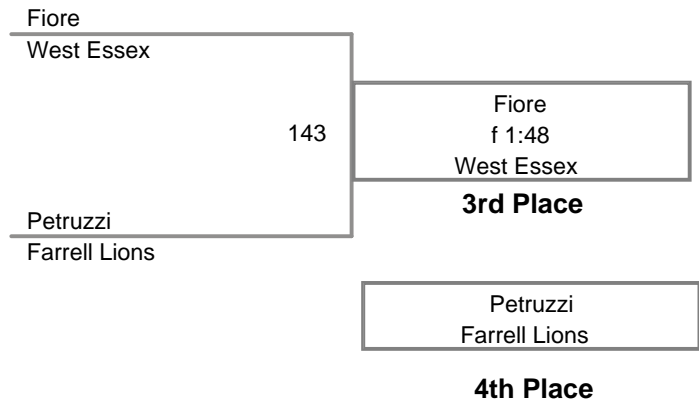 Fiore
West Essex
143
Fiore
f 1:48
West Essex
3rd Place
Petruzzi
Farrell Lions
Petruzzi
Farrell Lions
4th Place